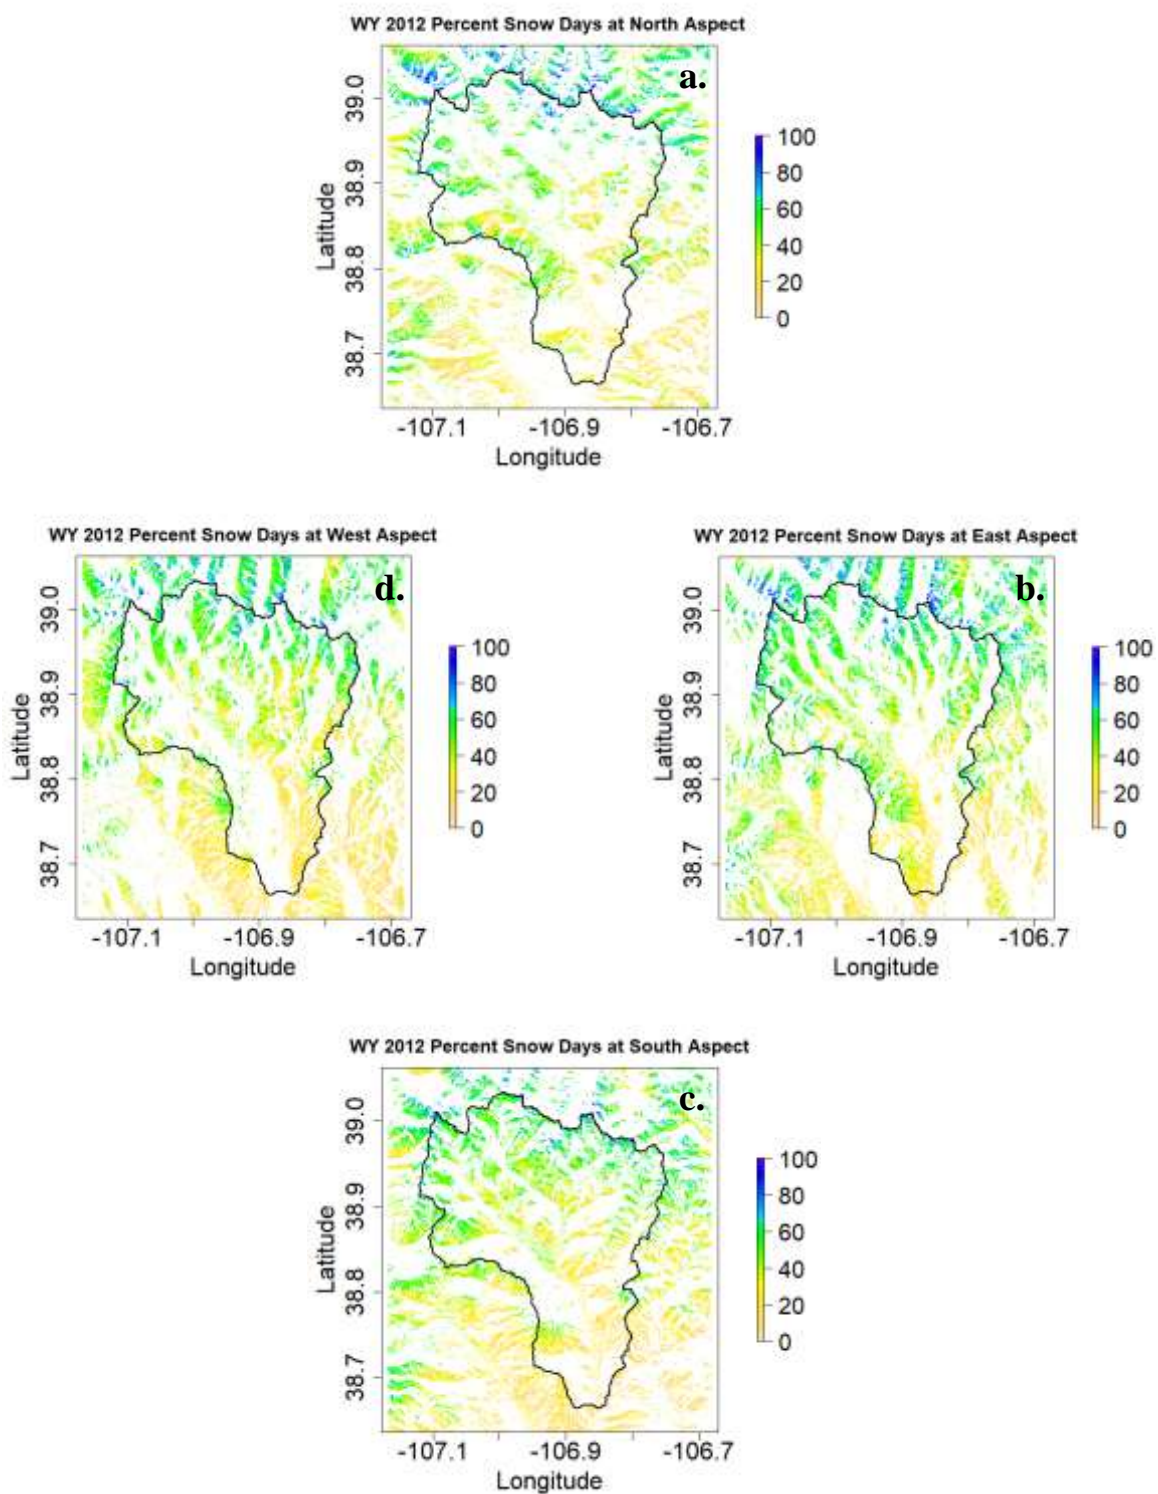 WY 2012 Percent Snow Days at North Aspect
a.
39.0
38.9
38.8
38.7
Latitude
-107.1 -106.9 -106.7
Longitude
100
80
60
40
20
0
WY 2012 Percent Snow Days at West Aspect
d.
39.0
38.9
38.8
38.7
Latitude
-107.1 -106.9 -106.7
Longitude
100
80
60
40
20
0
WY 2012 Percent Snow Days at East Aspect
b.
39.0
38.9
38.8
38.7
Latitude
-107.1 -106.9 -106.7
Longitude
100
80
60
40
20
0
WY 2012 Percent Snow Days at South Aspect
c.
39.0
38.9
38.8
38.7
Latitude
-107.1 -106.9 -106.7
Longitude
100
80
60
40
20
0